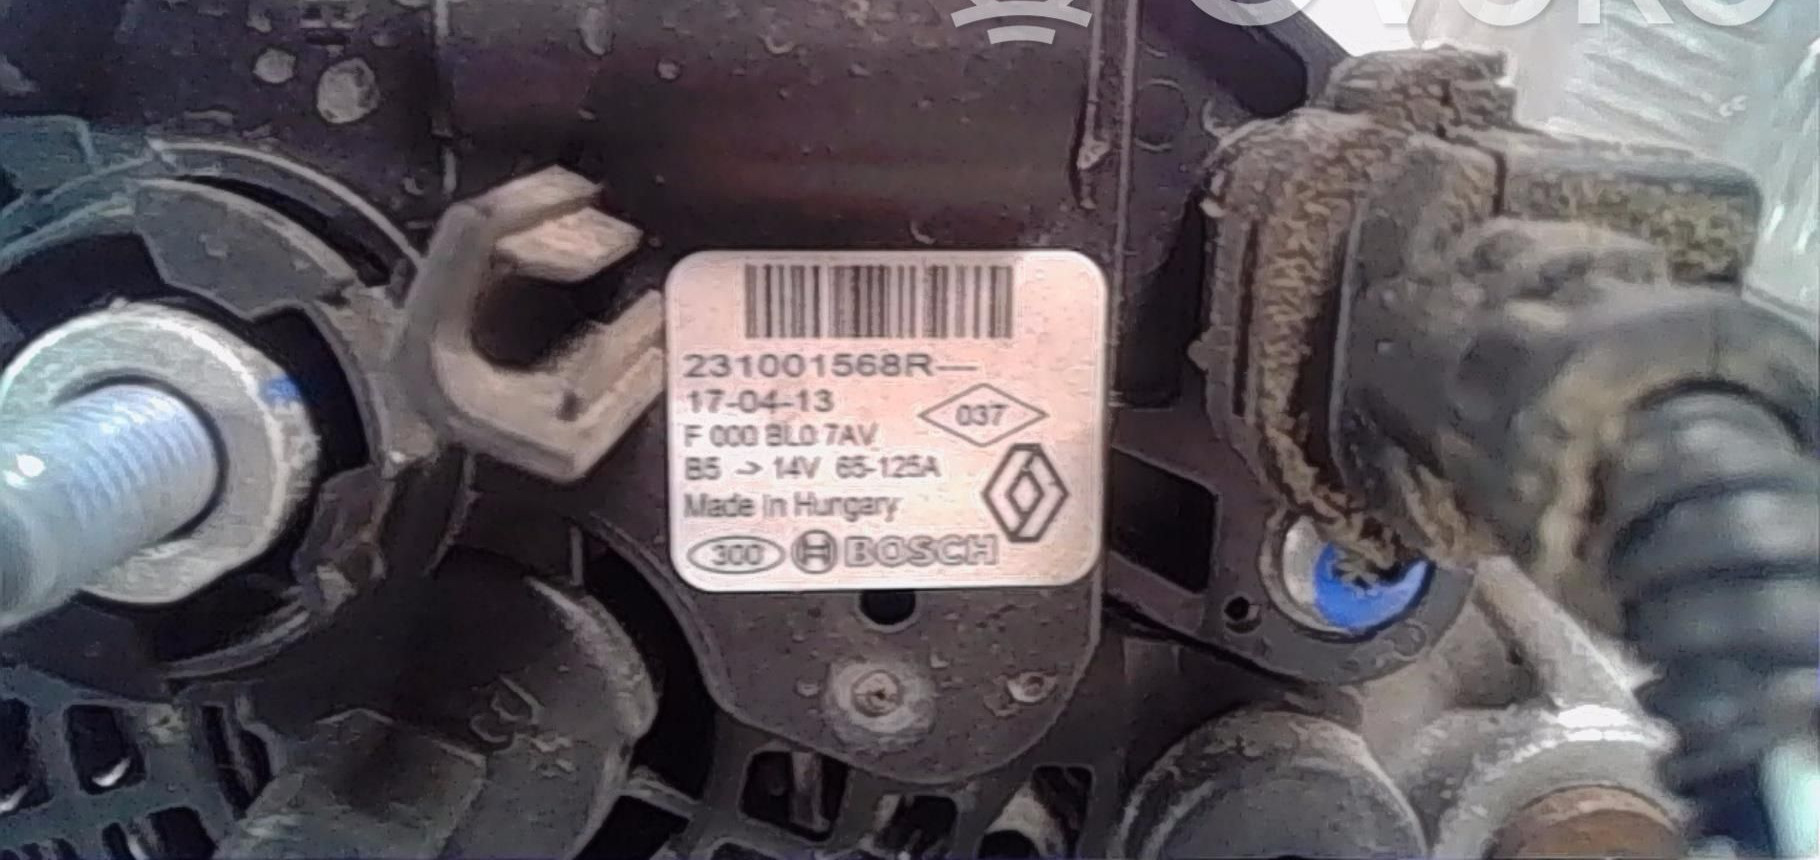 231001568R—
17-04-13
037
F 000 BL0 7AV
B5 -> 14V 65-125A
Made in Hungary
300 BOSCH